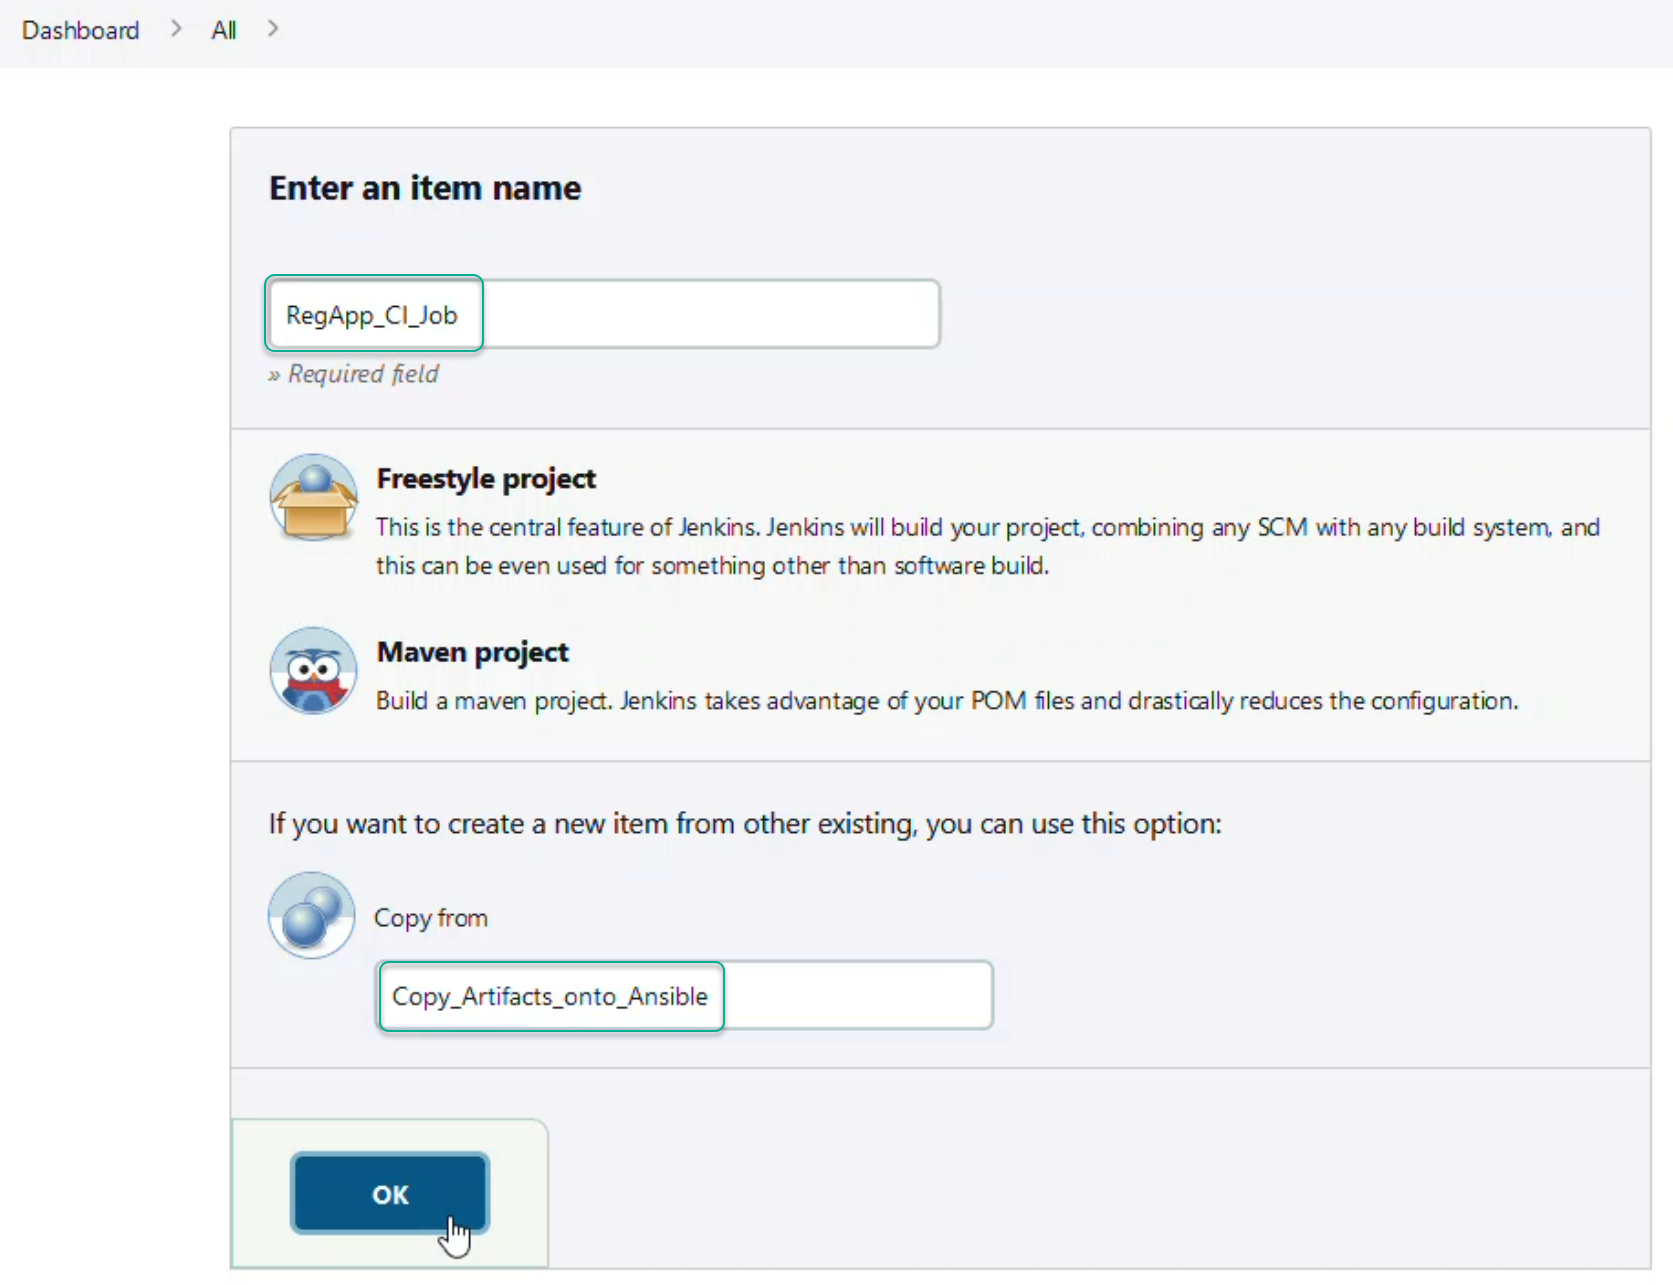 Dashboard > All >
Enter an item name
RegApp_CI_Job
» Required field
Freestyle project
This is the central feature of Jenkins. Jenkins will build your project, combining any SCM with any build system, and
this can be even used for something other than software build.
Maven project
Build a maven project. Jenkins takes advantage of your POM files and drastically reduces the configuration.
If you want to create a new item from other existing, you can use this option:
Copy from
Copy_Artifacts_onto_Ansible
OK